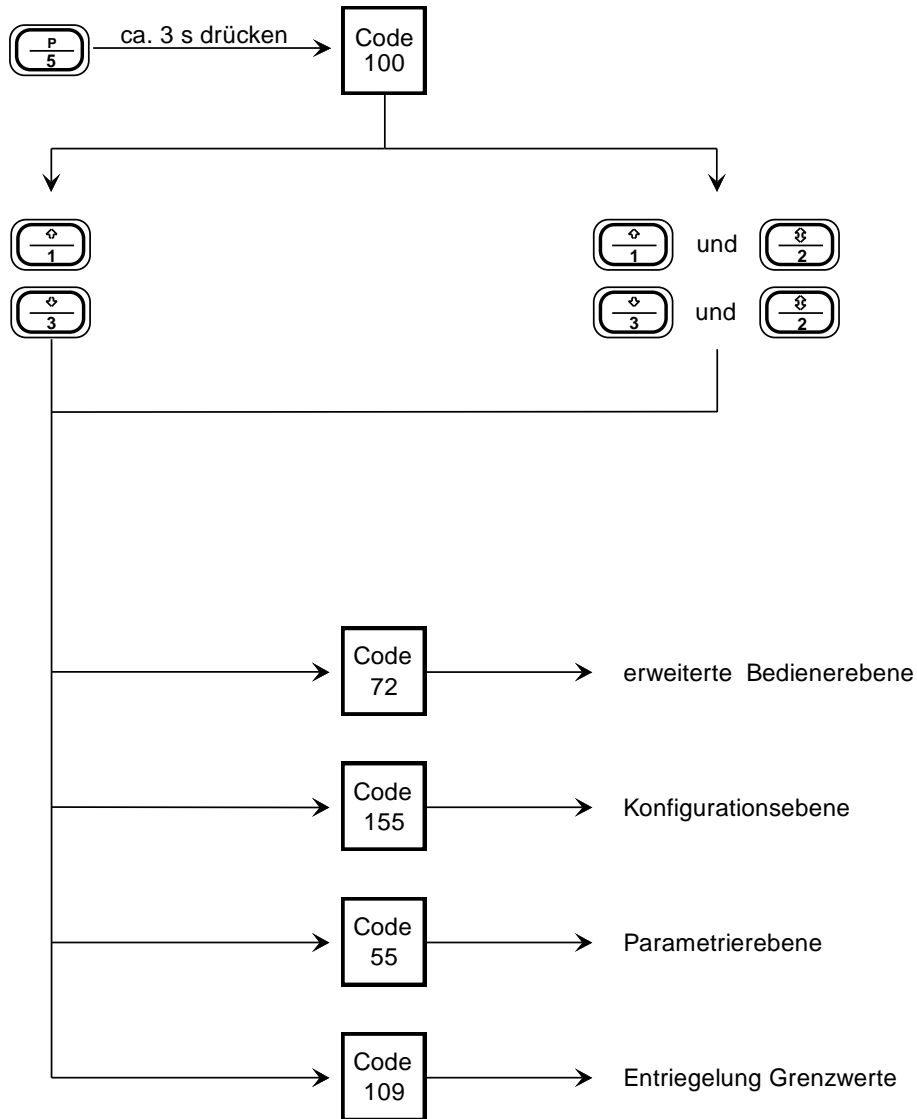 P
5
ca. 3 s drücken
Code
100
1
1
und
2
3
3
und
2
Code
72
erweiterte Bedienerebene
Code
155
Konfigurationsebene
Code
55
Parametrierebene
Code
109
Entriegelung Grenzwerte